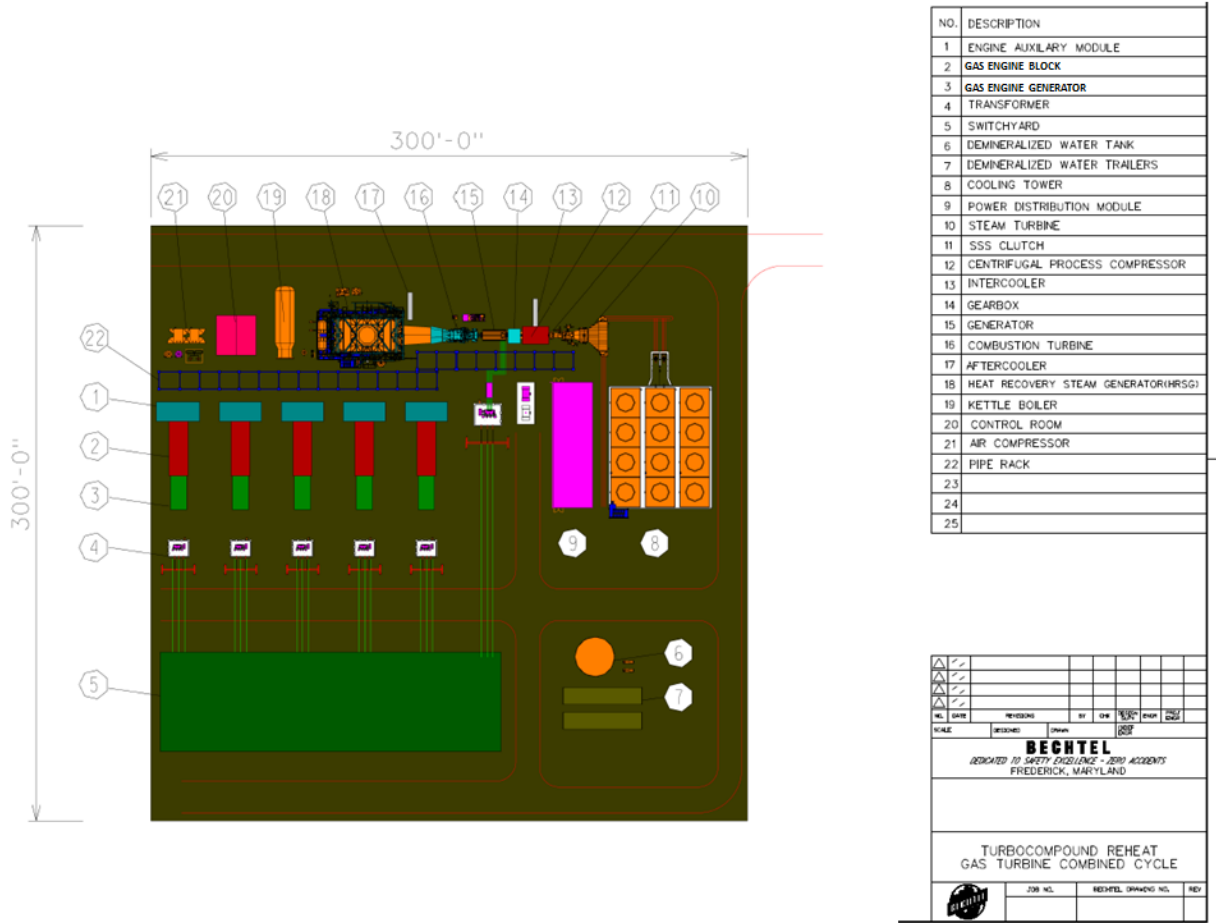 300'-0"
21 20 19 18 17 16 15 14 13 12 11 10
22
1
2
3
4
5
300'-0"
9
8
6
7
NO. DESCRIPTION
1 ENGINE AUXILARY MODULE
2 GAS ENGINE BLOCK
3 GAS ENGINE GENERATOR
4 TRANSFORMER
5 SWITCHYARD
6 DEMINERALIZED WATER TANK
7 DEMINERALIZED WATER TRAILERS
8 COOLING TOWER
9 POWER DISTRIBUTION MODULE
10 STEAM TURBINE
11 SSS CLUTCH
12 CENTRIFUGAL PROCESS COMPRESSOR
13 INTERCOOLER
14 GEARBOX
15 GENERATOR
16 COMBUSTION TURBINE
17 AFTERCOOLER
18 HEAT RECOVERY STEAM GENERATOR(HRSG)
19 KETTLE BOILER
20 CONTROL ROOM
21 AIR COMPRESSOR
22 PIPE RACK
23
24
25
NO. DATE REVISIONS BY CHK ENGR
SCALE DESIGNED DRAWN
BECHTEL
DEDICATED TO SAFETY EXCELLENCE - ZERO ACCIDENTS
FREDERICK, MARYLAND
TURBOCOMPOUND REHEAT
GAS TURBINE COMBINED CYCLE
BECHTEL
JOB NO. BECHTEL DRAWING NO. REV